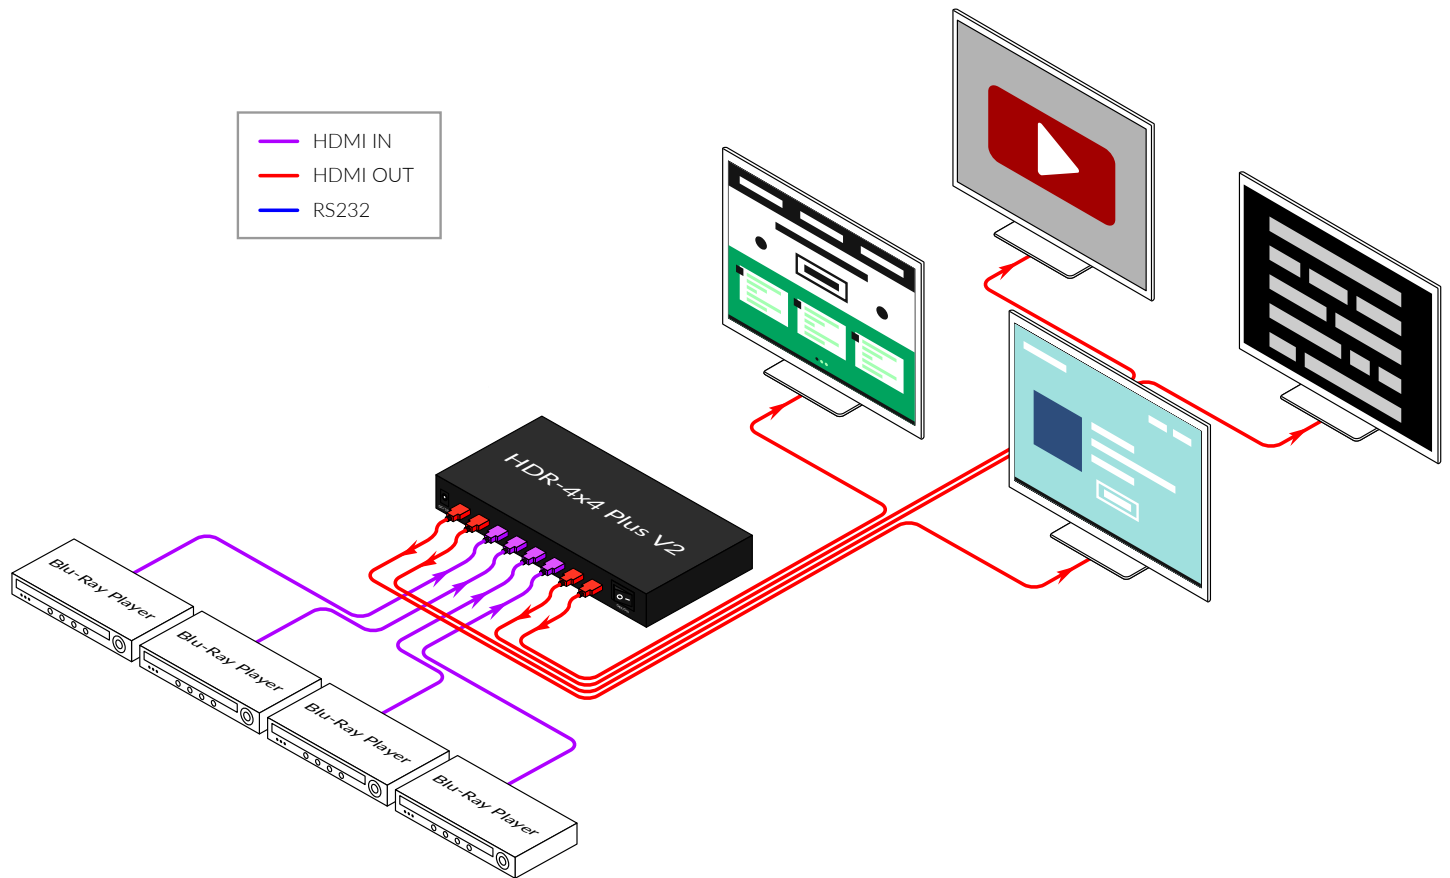 HDMI IN
HDMI OUT
RS232
HDR-4x4 Plus V2
Blu-Ray Player
Blu-Ray Player
Blu-Ray Player
Blu-Ray Player